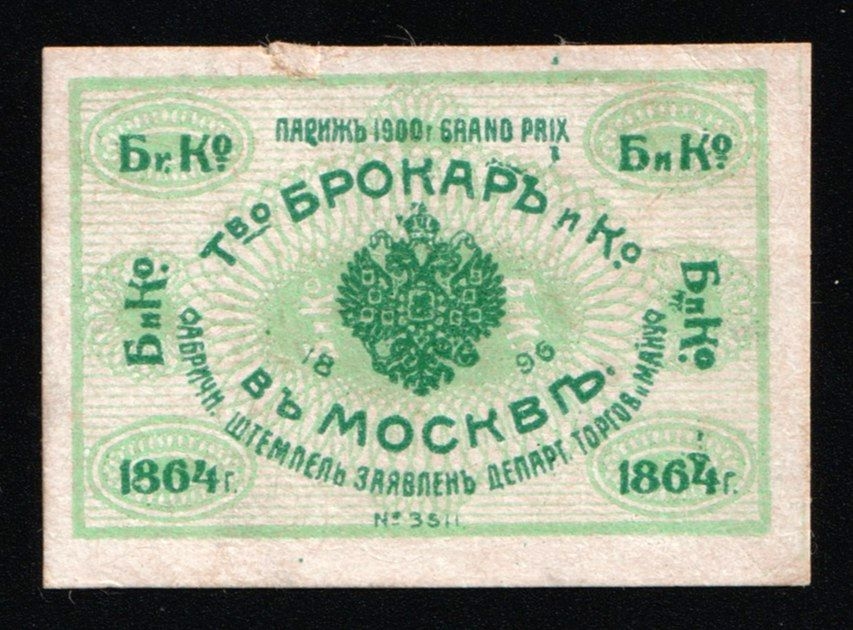 ПАРИЖЪ 1900 г GRAND PRIX
Бr. Ко
Б и Ко
Тво БРОКАРЪ и Ко.
Б и Ко.
Б и Ко.
18 96
ВЪ МОСКВѢ.
ФАБРИЧН. ШТЕМПЕЛЬ ЗАЯВЛЕНЪ ДЕПАРТ. ТОРГОВ. и МАНУФ
1864 г.
1864 г.
№ 3511.